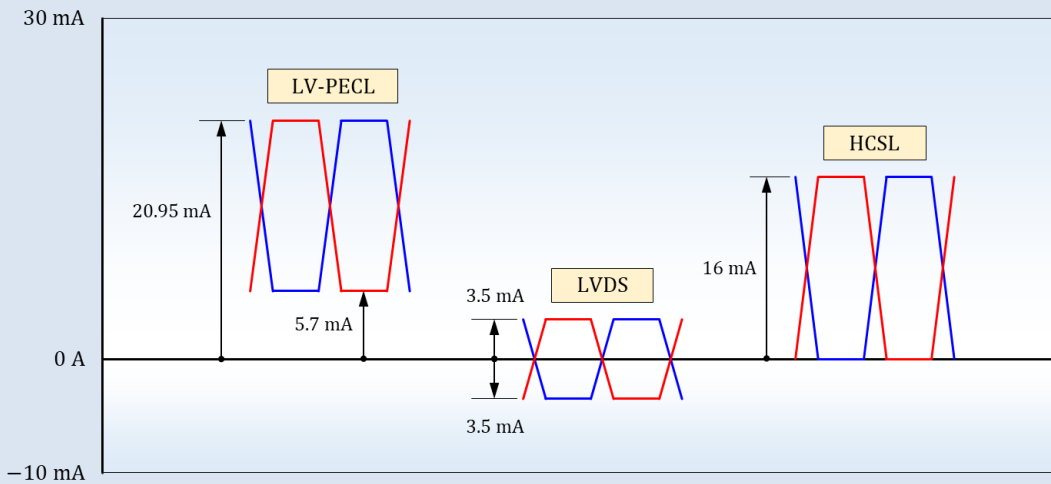 30 mA
LV-PECL
HCSL
20.95 mA
16 mA
LVDS
3.5 mA
5.7 mA
0 A
3.5 mA
−10 mA